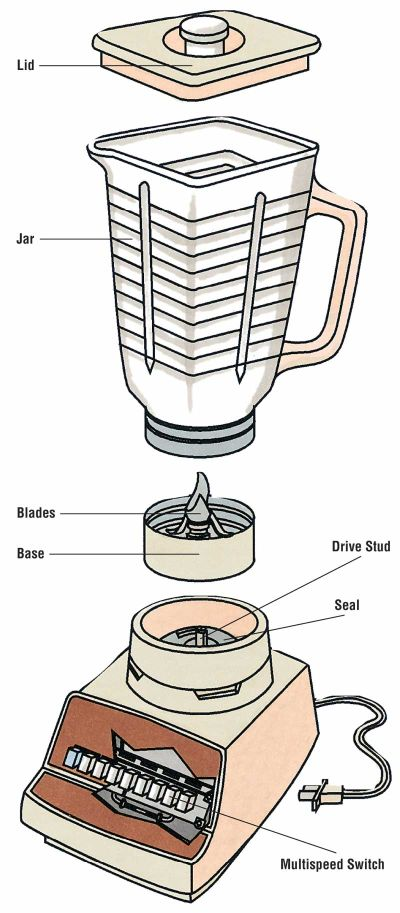 Lid
Jar
Blades
Base
Drive Stud
Seal
Multispeed Switch